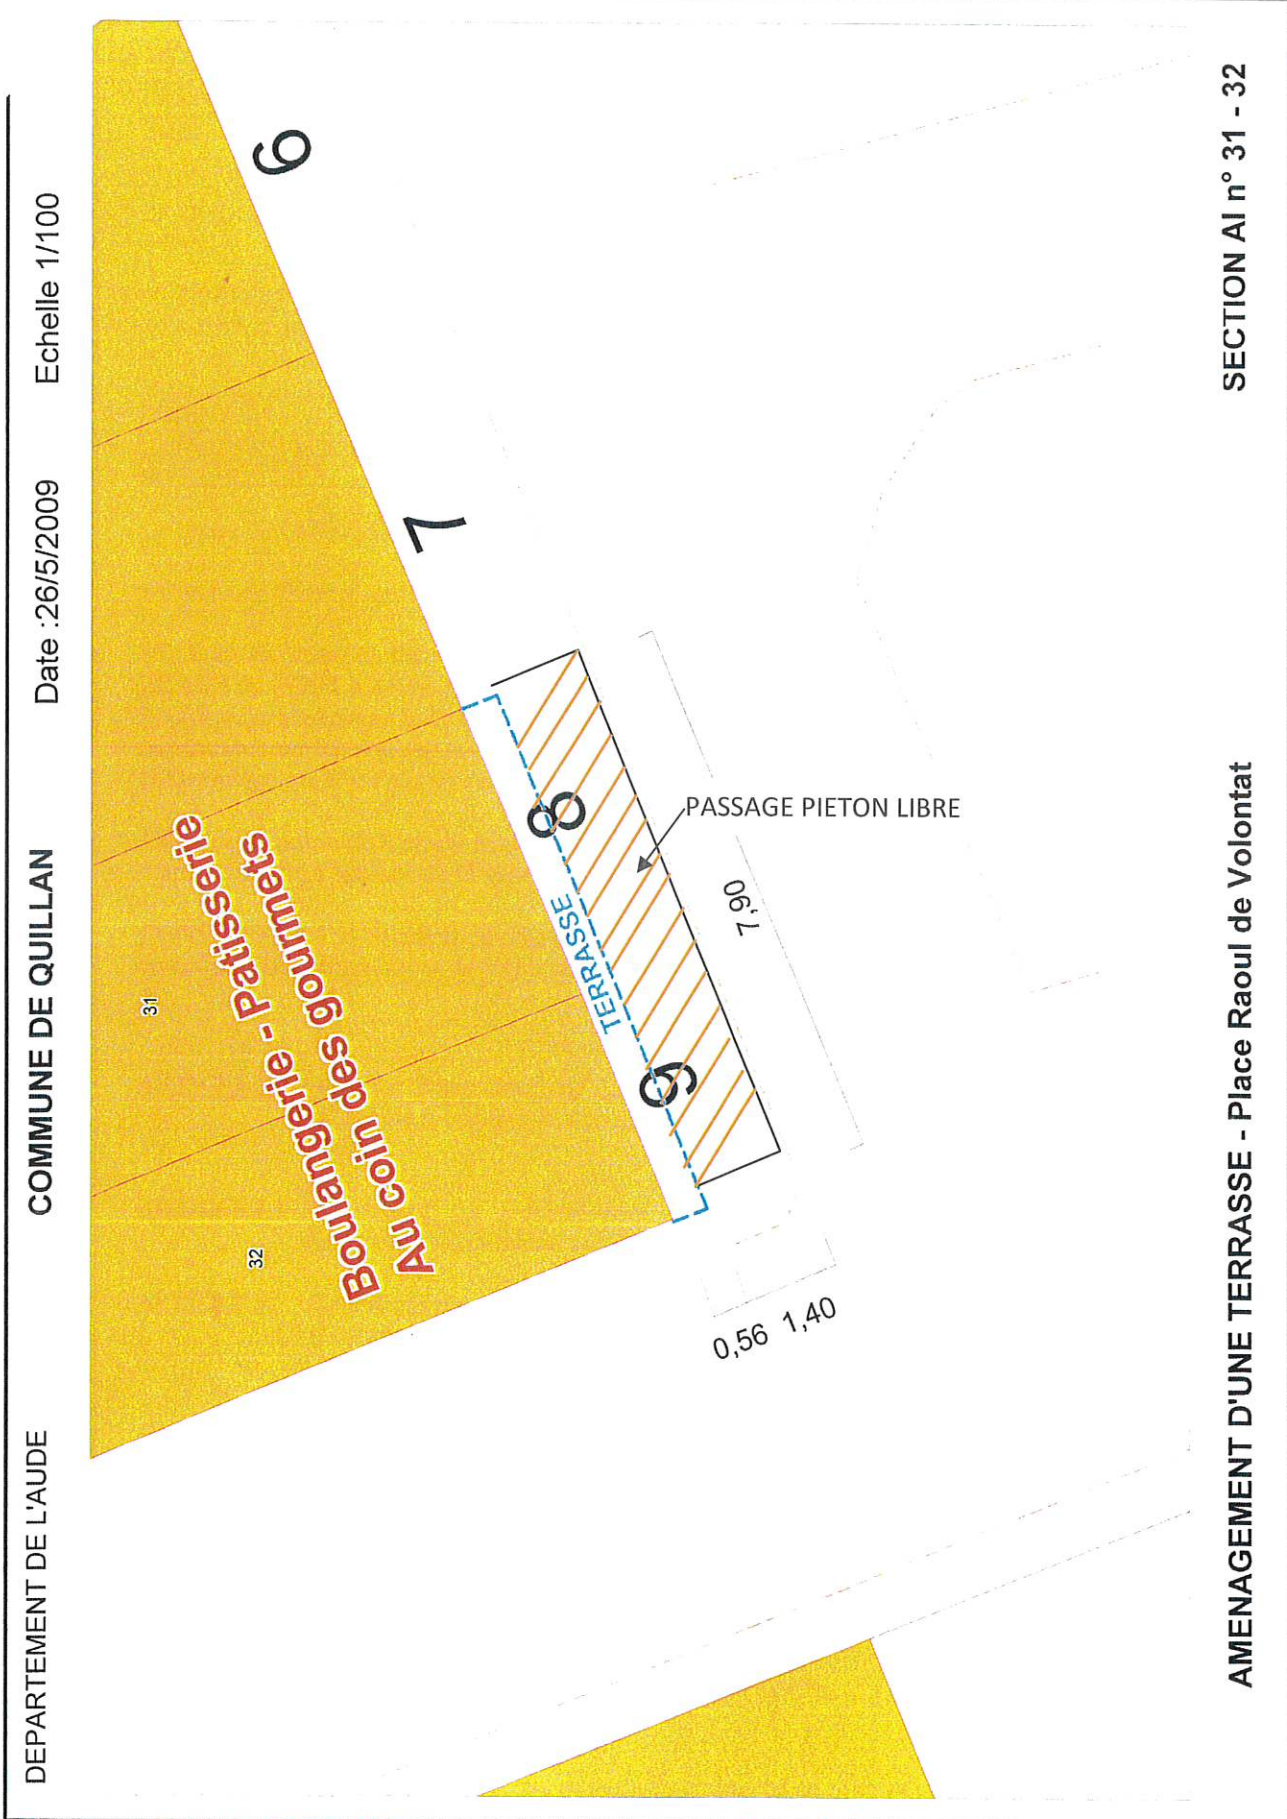 DEPARTEMENT DE L'AUDE
COMMUNE DE QUILLAN
Date :26/5/2009
Echelle 1/100
31
32
Boulangerie - Patisserie
Au coin des gourmets
9
8
7
6
TERRASSE
PASSAGE PIETON LIBRE
7,90
0,56 1,40
AMENAGEMENT D'UNE TERRASSE - Place Raoul de Volontat
SECTION AI n° 31 - 32